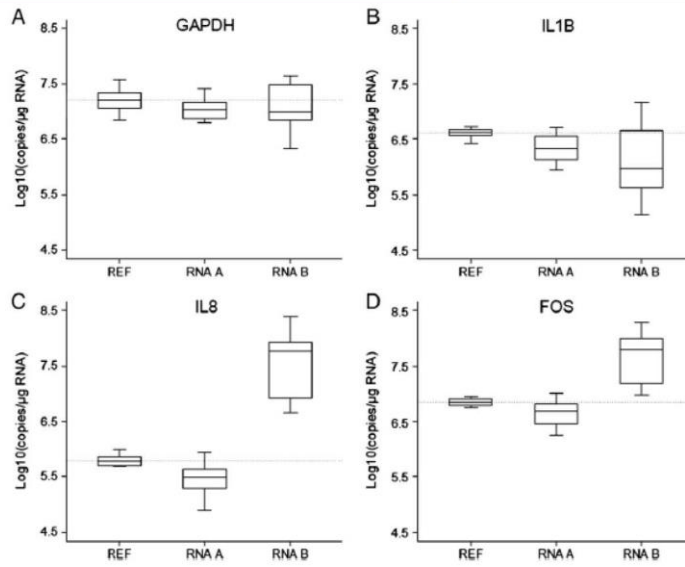 A
GAPDH
Log10(copies/µg RNA)
8.5
7.5
6.5
5.5
4.5
REF
RNA A
RNA B
B
IL1B
Log10(copies/µg RNA)
8.5
7.5
6.5
5.5
4.5
REF
RNA A
RNA B
C
IL8
Log10(copies/µg RNA)
8.5
7.5
6.5
5.5
4.5
REF
RNA A
RNA B
D
FOS
Log10(copies/µg RNA)
8.5
7.5
6.5
5.5
4.5
REF
RNA A
RNA B